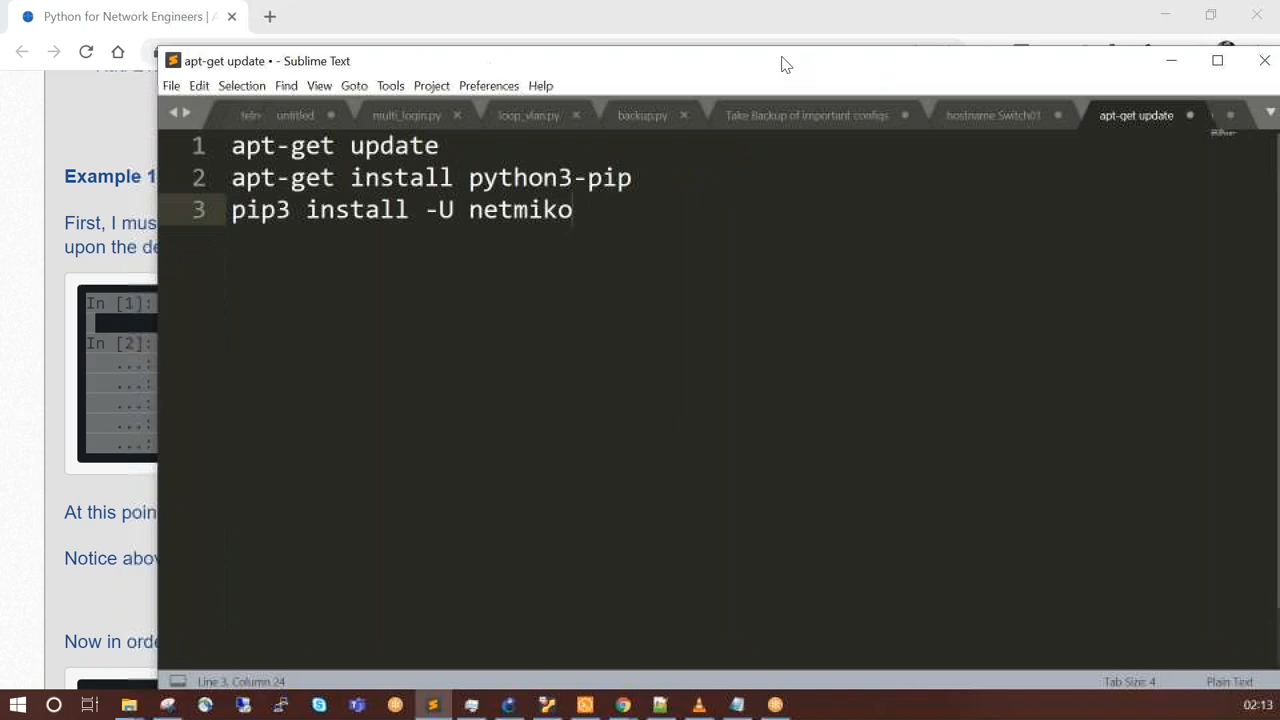 Python for Network Engineers |
apt-get update • - Sublime Text
File Edit Selection Find View Goto Tools Project Preferences Help
untitled multi_login.py loop_vlan.py backup.py Take Backup of important configs hostname Switch01 apt-get update
1 apt-get update
2 apt-get install python3-pip
3 pip3 install -U netmiko
Example 1
First, I mus
upon the de
In [1]:
In [2]:
...:
...:
...:
...:
...:
At this poin
Notice abov
Now in orde
Line 3, Column 24 Tab Size: 4 Plain Text
02:13